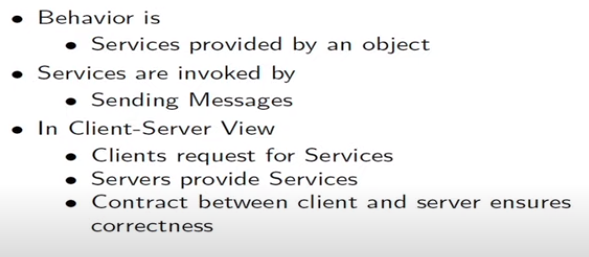 • Behavior is
• Services provided by an object
• Services are invoked by
• Sending Messages
• In Client-Server View
• Clients request for Services
• Servers provide Services
• Contract between client and server ensures
correctness